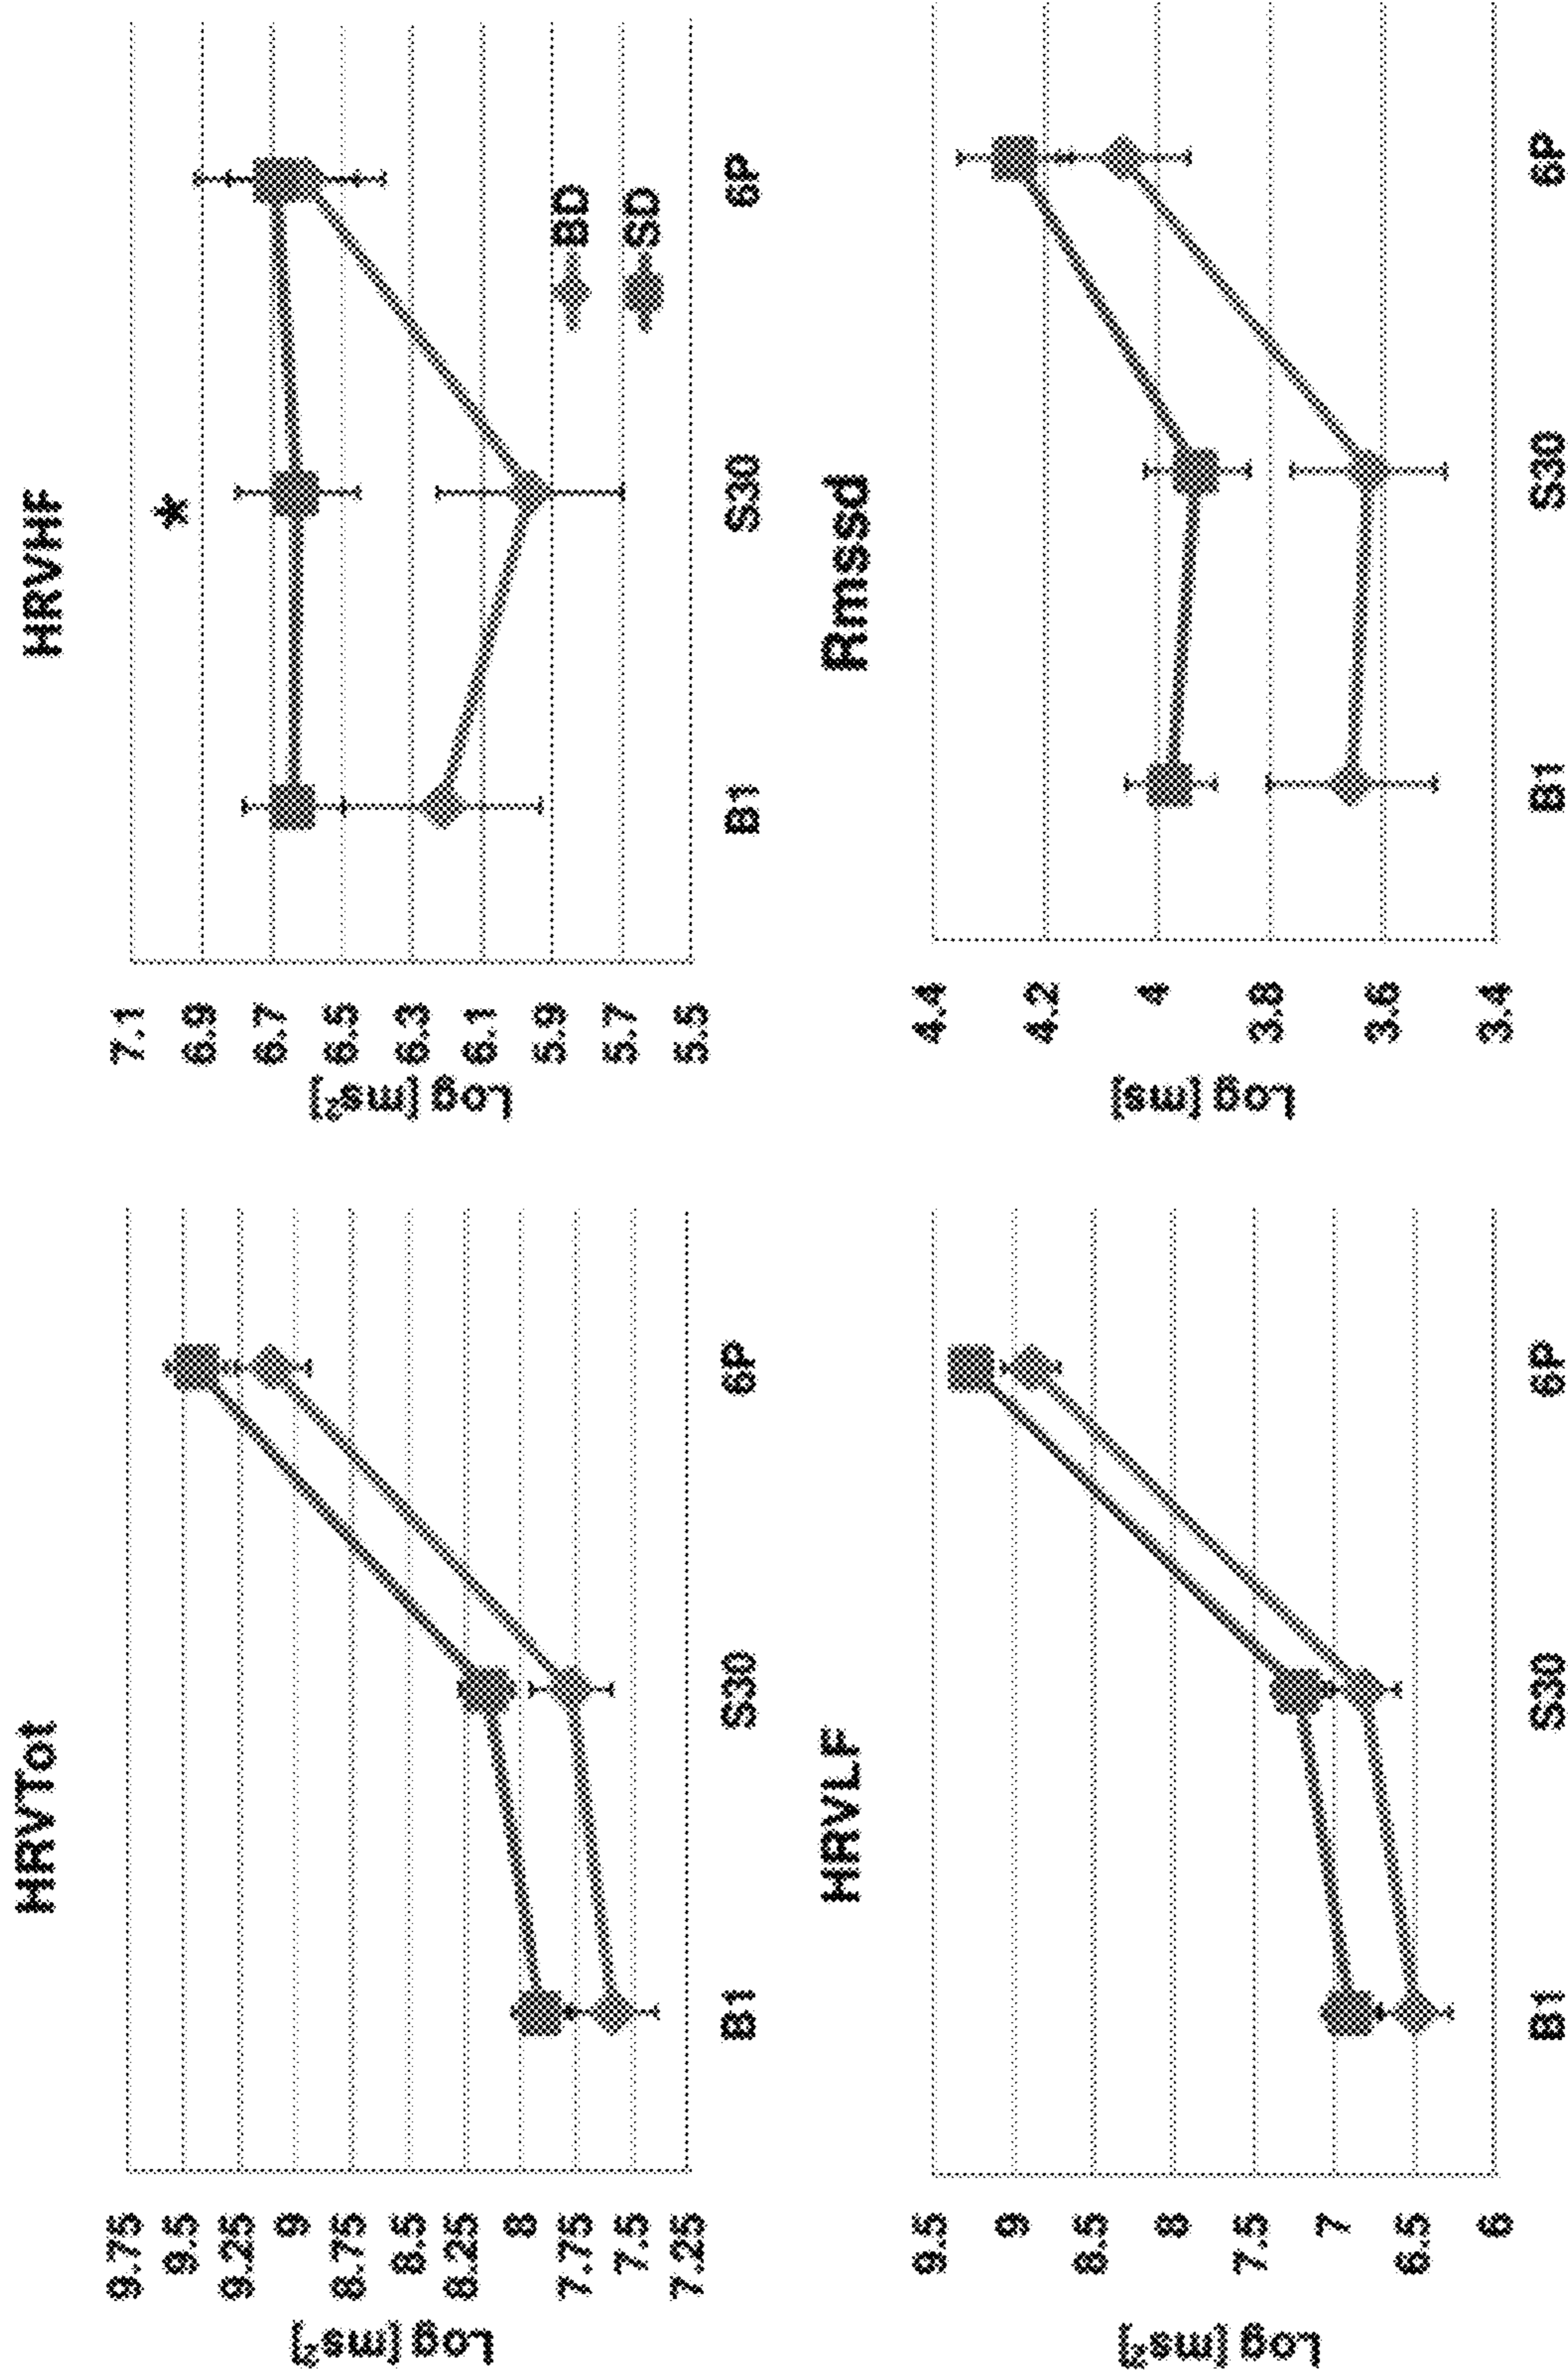 HRVTot
Log [ms²]
9.75
9.5
9.25
9
8.75
8.5
8.25
8
7.75
7.5
7.25
B1 S30 6P
HRVHF
*
Log [ms²]
7.1
6.9
6.7
6.5
6.3
6.1
5.9
5.7
5.5
BD
SD
B1 S30 6P
HRVLF
Log [ms²]
9.5
9
8.5
8
7.5
7
6.5
6
B1 S30 6P
Rmssd
Log [ms]
4.4
4.2
4
3.8
3.6
3.4
B1 S30 6P